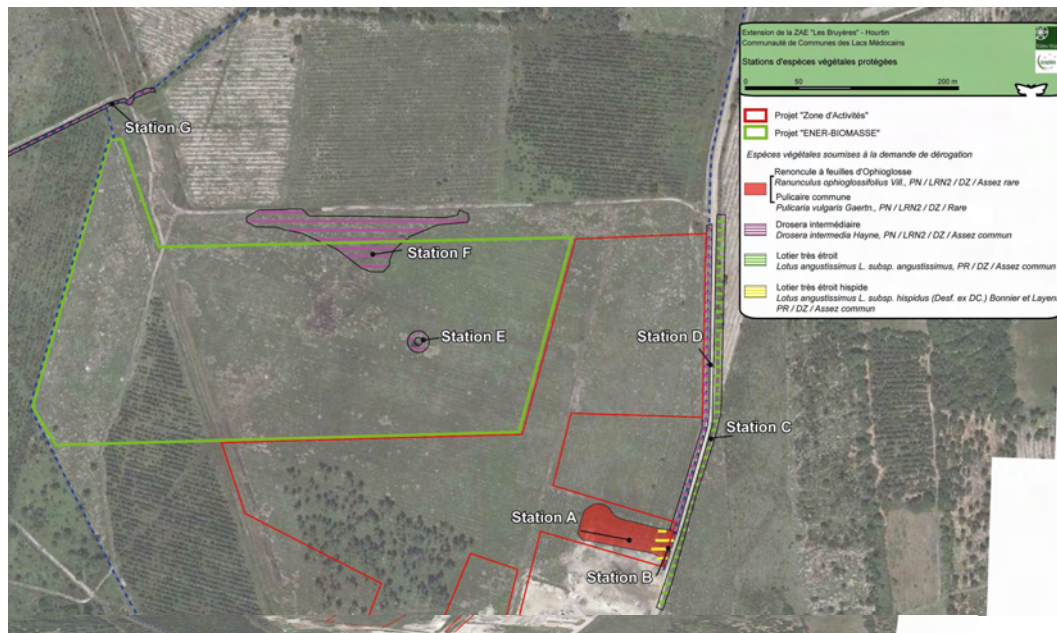 Extension de la ZAE "Les Bruyères" - Hourtin
Communauté de Communes des Lacs Médocains
Stations d'espèces végétales protégées
0 50 200 m
Projet "Zone d'Activités"
Projet "ENER-BIOMASSE"
Espèces végétales soumises à la demande de dérogation
Renoncule à feuilles d'Ophioglosse
Ranunculus ophioglossifolius Vill., PN / LRN2 / DZ / Assez rare
Pulicaire commune
Pulicaria vulgaris Gaertn., PN / LRN2 / DZ / Rare
Drosera intermédiaire
Drosera intermedia Hayne, PN / LRN2 / DZ / Assez commun
Lotier très étroit
Lotus angustissimus L. subsp. angustissimus, PR / DZ / Assez commun
Lotier très étroit hispide
Lotus angustissimus L. subsp. hispidus (Desf. ex DC.) Bonnier et Layens
PR / DZ / Assez commun
Station G
Station F
Station E
Station D
Station C
Station A
Station B